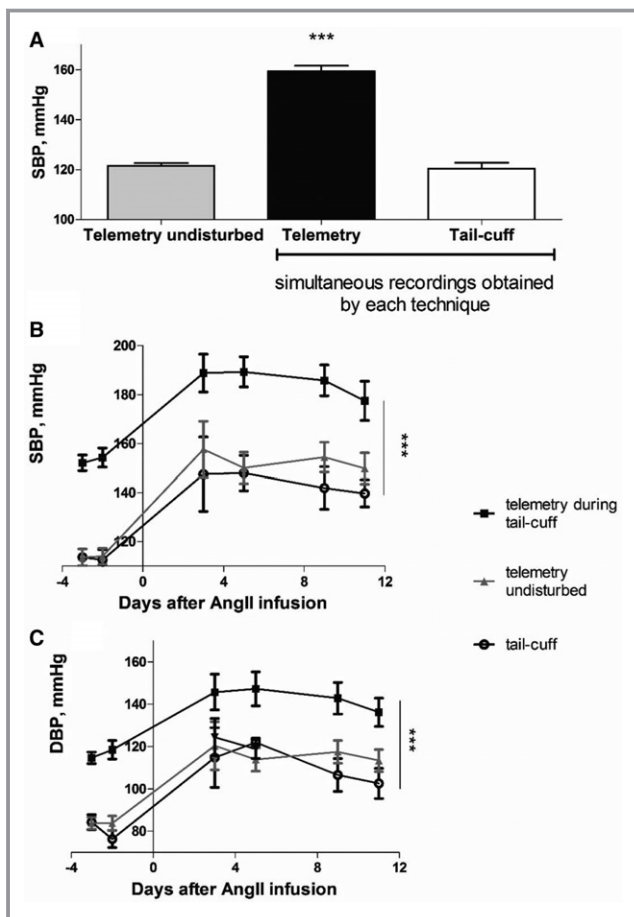 A
***
SBP, mmHg
160
140
120
100
Telemetry undisturbed
Telemetry
Tail-cuff
simultaneous recordings obtained
by each technique
B
SBP, mmHg
200
180
160
140
120
***
-4
0
4
8
12
Days after AngII infusion
telemetry during
tail-cuff
telemetry
undisturbed
tail-cuff
C
DBP, mmHg
160
140
120
100
80
***
-4
0
4
8
12
Days after AngII infusion